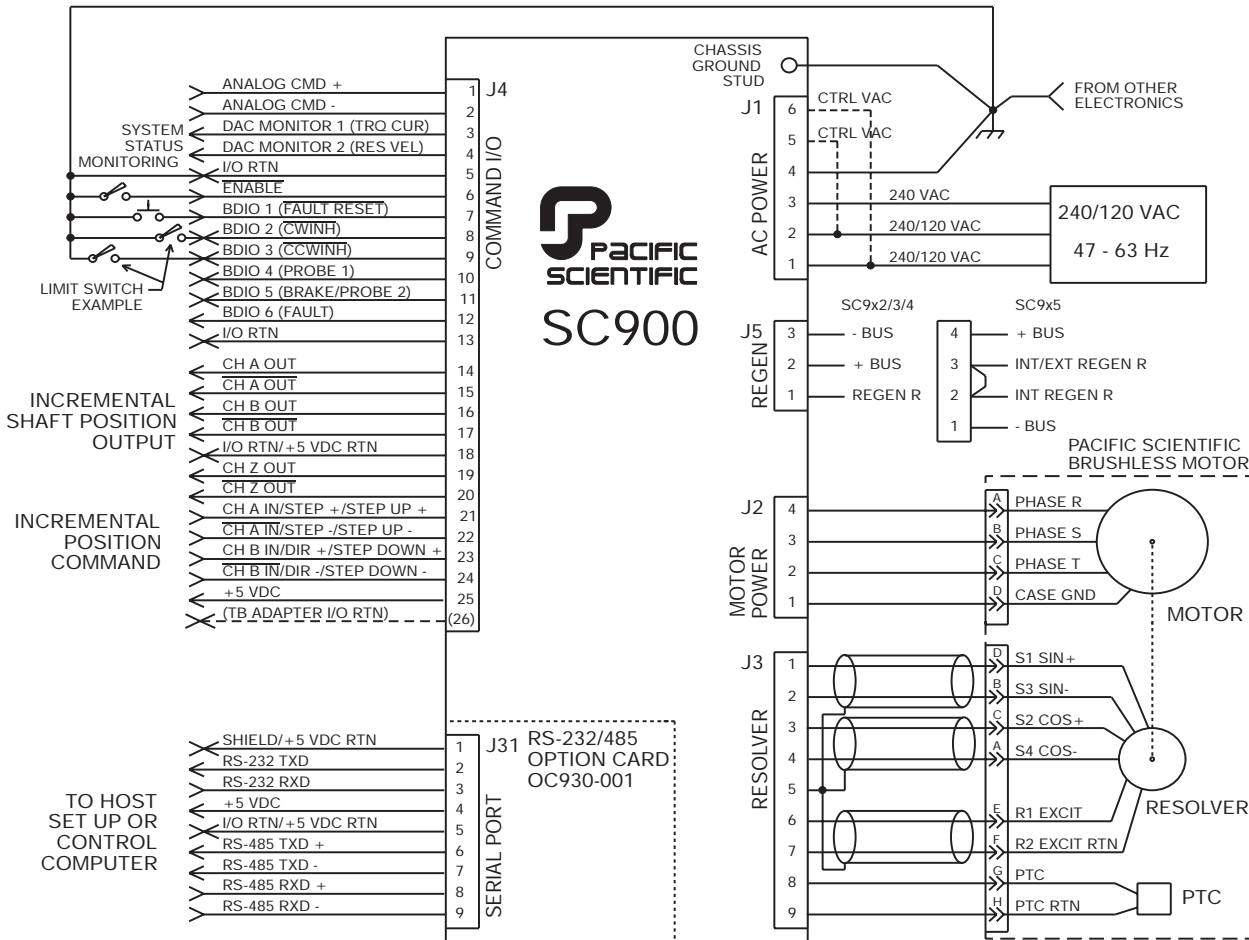 CHASSIS
GROUND
STUD
FROM OTHER
ELECTRONICS
J4
COMMAND I/O
ANALOG CMD +
1
ANALOG CMD -
2
SYSTEM
STATUS
MONITORING
DAC MONITOR 1 (TRQ CUR)
3
DAC MONITOR 2 (RES VEL)
4
I/O RTN
5
ENABLE
6
BDIO 1 (FAULT RESET)
7
BDIO 2 (CWINH)
8
BDIO 3 (CCWINH)
9
LIMIT SWITCH
EXAMPLE
BDIO 4 (PROBE 1)
10
BDIO 5 (BRAKE/PROBE 2)
11
BDIO 6 (FAULT)
12
I/O RTN
13
INCREMENTAL
SHAFT POSITION
OUTPUT
CH A OUT
14
CH A OUT
15
CH B OUT
16
CH B OUT
17
I/O RTN/+5 VDC RTN
18
CH Z OUT
19
CH Z OUT
20
INCREMENTAL
POSITION
COMMAND
CH A IN/STEP +/STEP UP +
21
CH A IN/STEP -/STEP UP -
22
CH B IN/DIR +/STEP DOWN +
23
CH B IN/DIR -/STEP DOWN -
24
+5 VDC
25
(TB ADAPTER I/O RTN)
(26)
PACIFIC
SCIENTIFIC
SC900
J1
AC POWER
6
CTRL VAC
5
CTRL VAC
4
3
240 VAC
2
240/120 VAC
1
240/120 VAC
240/120 VAC
47 - 63 Hz
J5
REGEN
SC9x2/3/4
3
- BUS
2
+ BUS
1
REGEN R
SC9x5
4
+ BUS
3
INT/EXT REGEN R
2
INT REGEN R
1
- BUS
PACIFIC SCIENTIFIC
BRUSHLESS MOTOR
J2
MOTOR
POWER
4
A
PHASE R
3
B
PHASE S
2
C
PHASE T
1
D
CASE GND
MOTOR
J3
RESOLVER
1
D
S1 SIN+
2
B
S3 SIN-
3
C
S2 COS+
4
A
S4 COS-
5
6
E
R1 EXCIT
7
F
R2 EXCIT RTN
8
G
PTC
9
H
PTC RTN
RESOLVER
PTC
J31
RS-232/485
OPTION CARD
OC930-001
SERIAL PORT
TO HOST
SET UP OR
CONTROL
COMPUTER
SHIELD/+5 VDC RTN
1
RS-232 TXD
2
RS-232 RXD
3
+5 VDC
4
I/O RTN/+5 VDC RTN
5
RS-485 TXD +
6
RS-485 TXD -
7
RS-485 RXD +
8
RS-485 RXD -
9